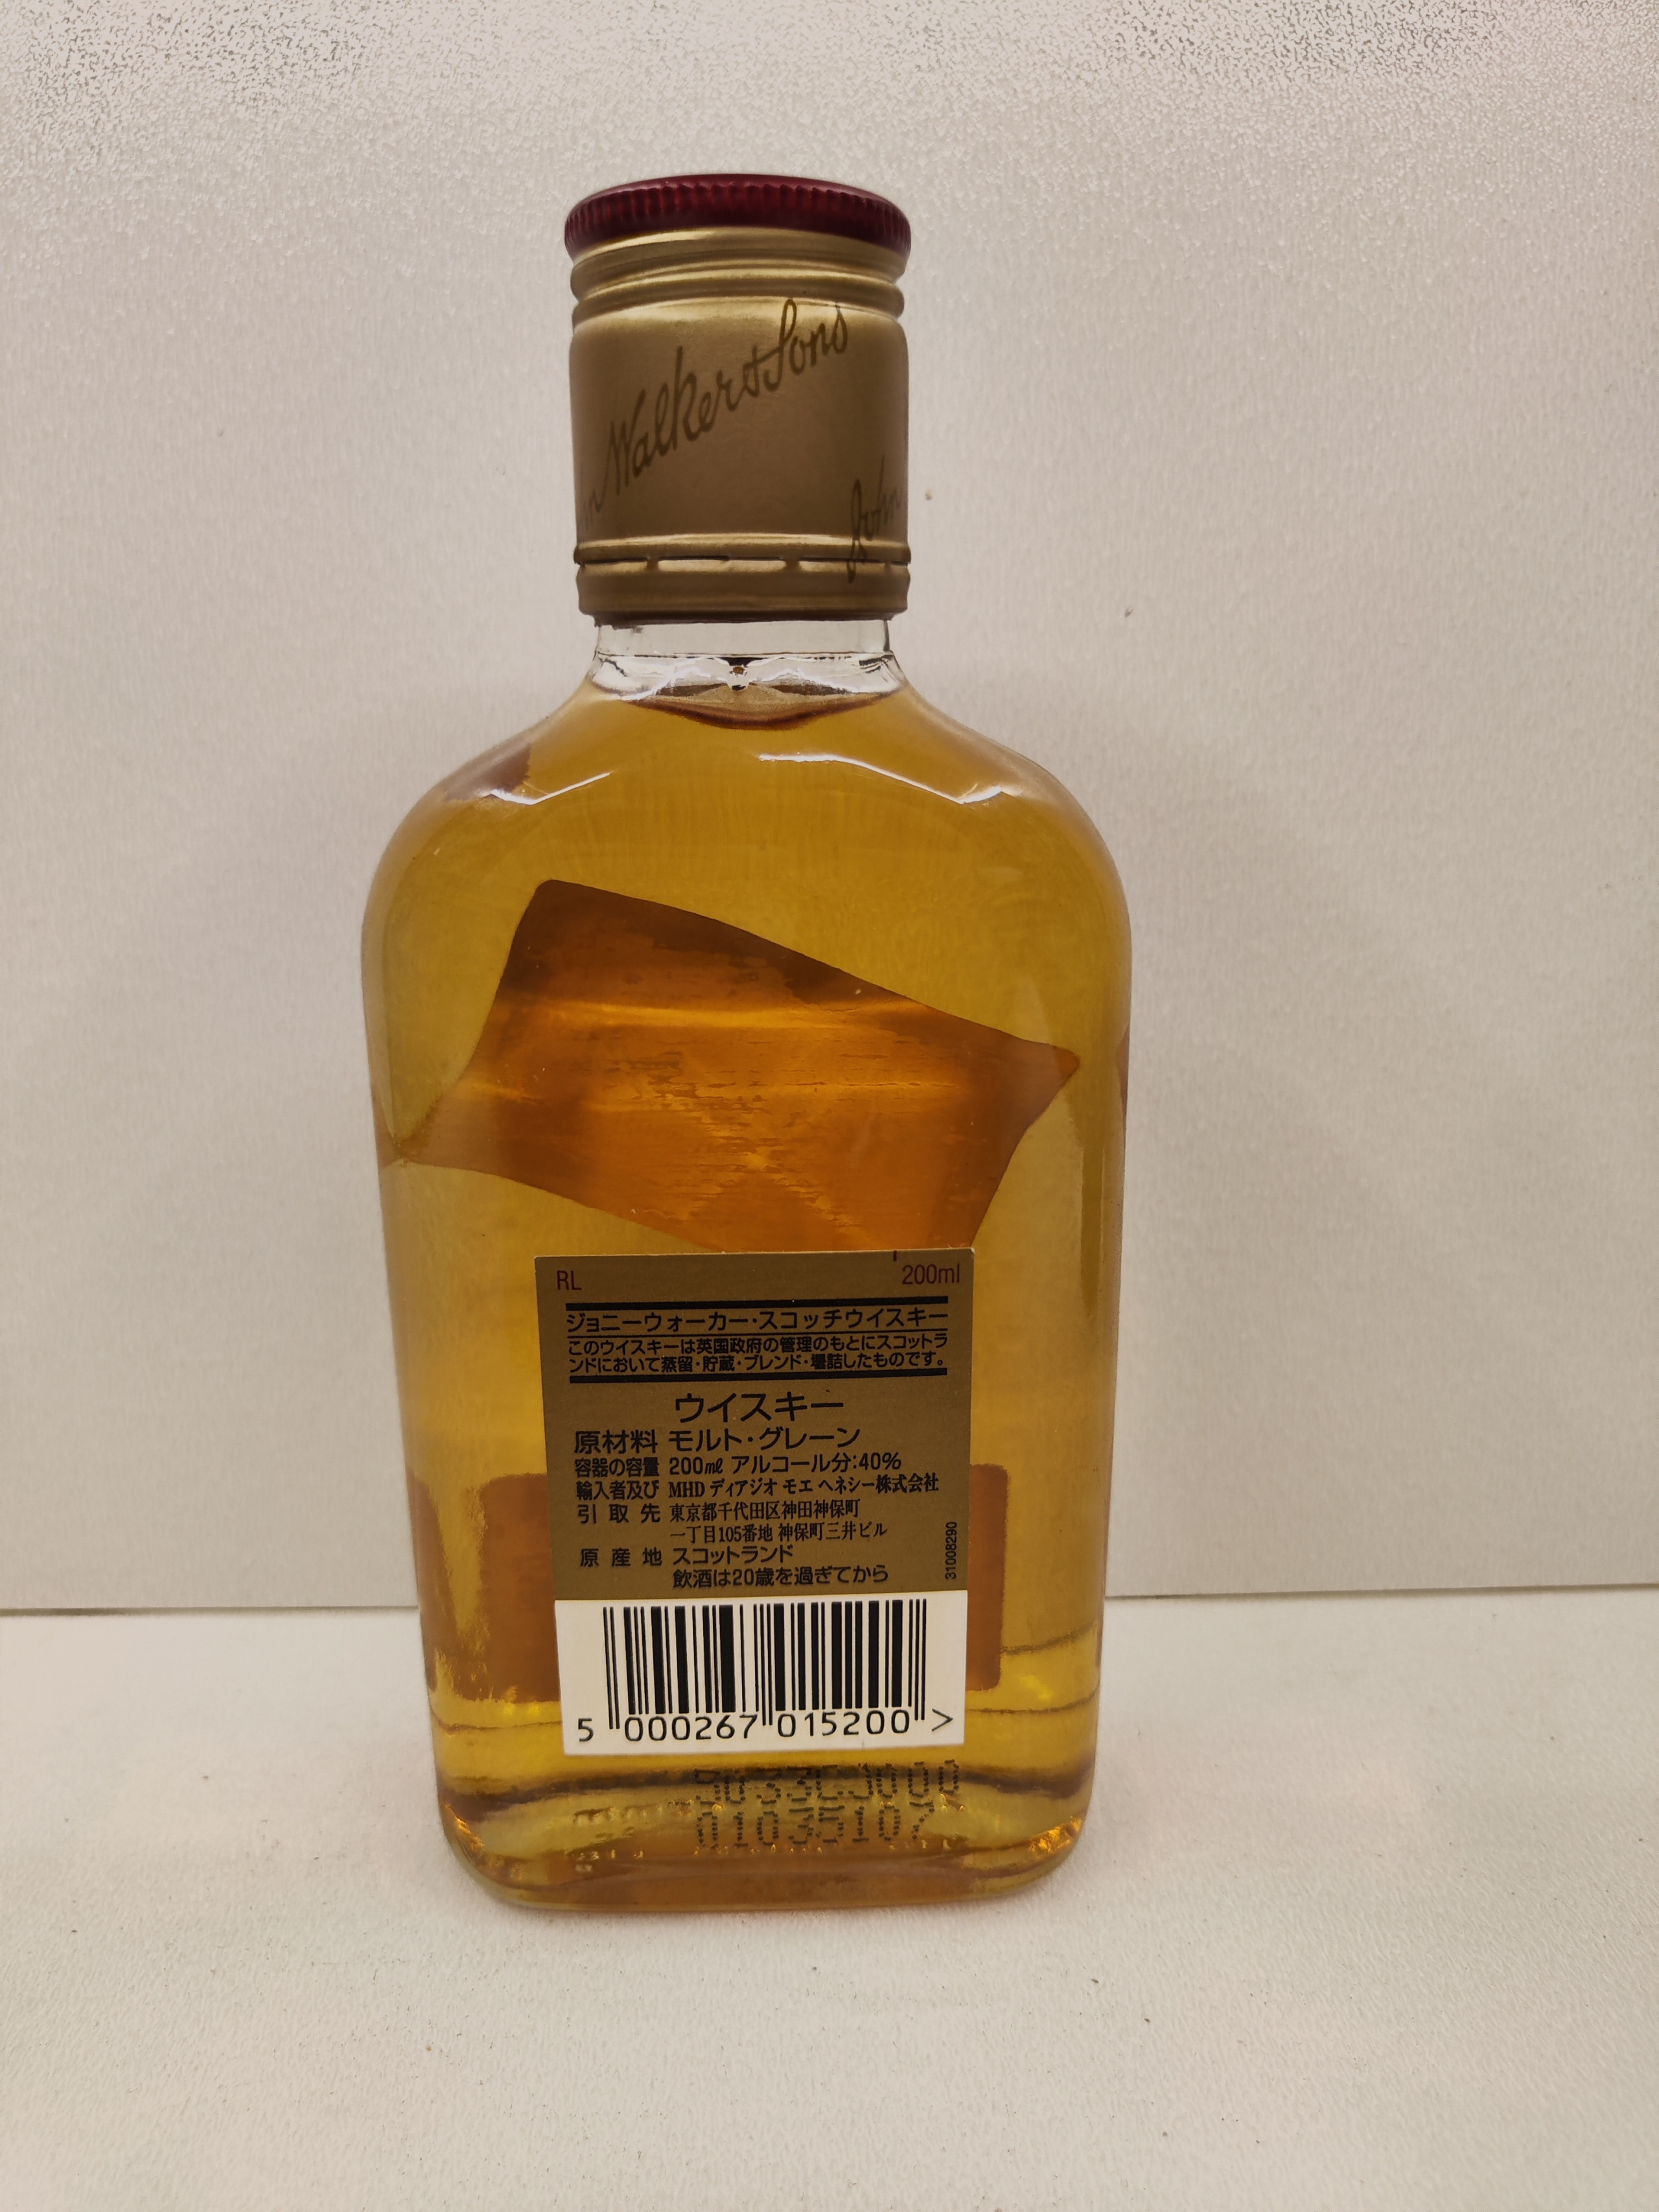 Walker & Sons
John
RL 200ml
ジョニーウォーカー・スコッチウイスキー
このウイスキーは英国政府の管理のもとにスコットラ
ンドにおいて蒸留・貯蔵・ブレンド・壜詰したものです。
ウイスキー
原材料 モルト・グレーン
容器の容量 200㎖ アルコール分:40%
輸入者及び MHD ディアジオ モエ ヘネシー株式会社
引取先 東京都千代田区神田神保町
一丁目105番地 神保町三井ビル
原産地 スコットランド
飲酒は20歳を過ぎてから
31008290
5 000267 015200 >